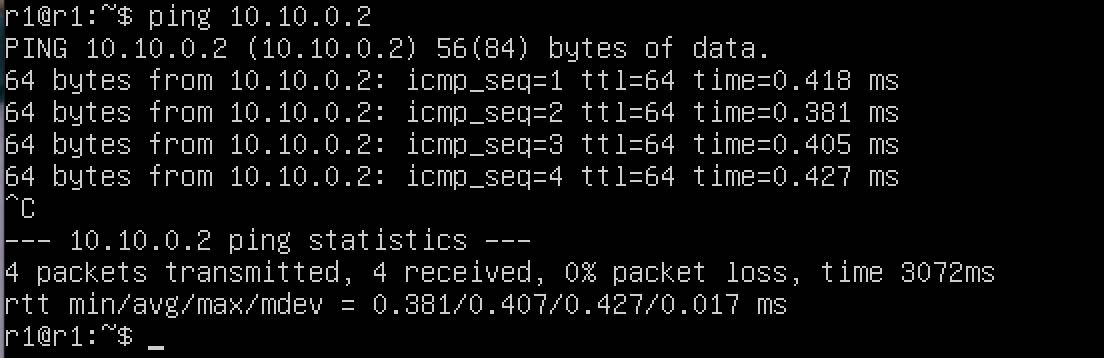 r1@r1:~$ ping 10.10.0.2
PING 10.10.0.2 (10.10.0.2) 56(84) bytes of data.
64 bytes from 10.10.0.2: icmp_seq=1 ttl=64 time=0.418 ms
64 bytes from 10.10.0.2: icmp_seq=2 ttl=64 time=0.381 ms
64 bytes from 10.10.0.2: icmp_seq=3 ttl=64 time=0.405 ms
64 bytes from 10.10.0.2: icmp_seq=4 ttl=64 time=0.427 ms
^C
--- 10.10.0.2 ping statistics ---
4 packets transmitted, 4 received, 0% packet loss, time 3072ms
rtt min/avg/max/mdev = 0.381/0.407/0.427/0.017 ms
r1@r1:~$ _